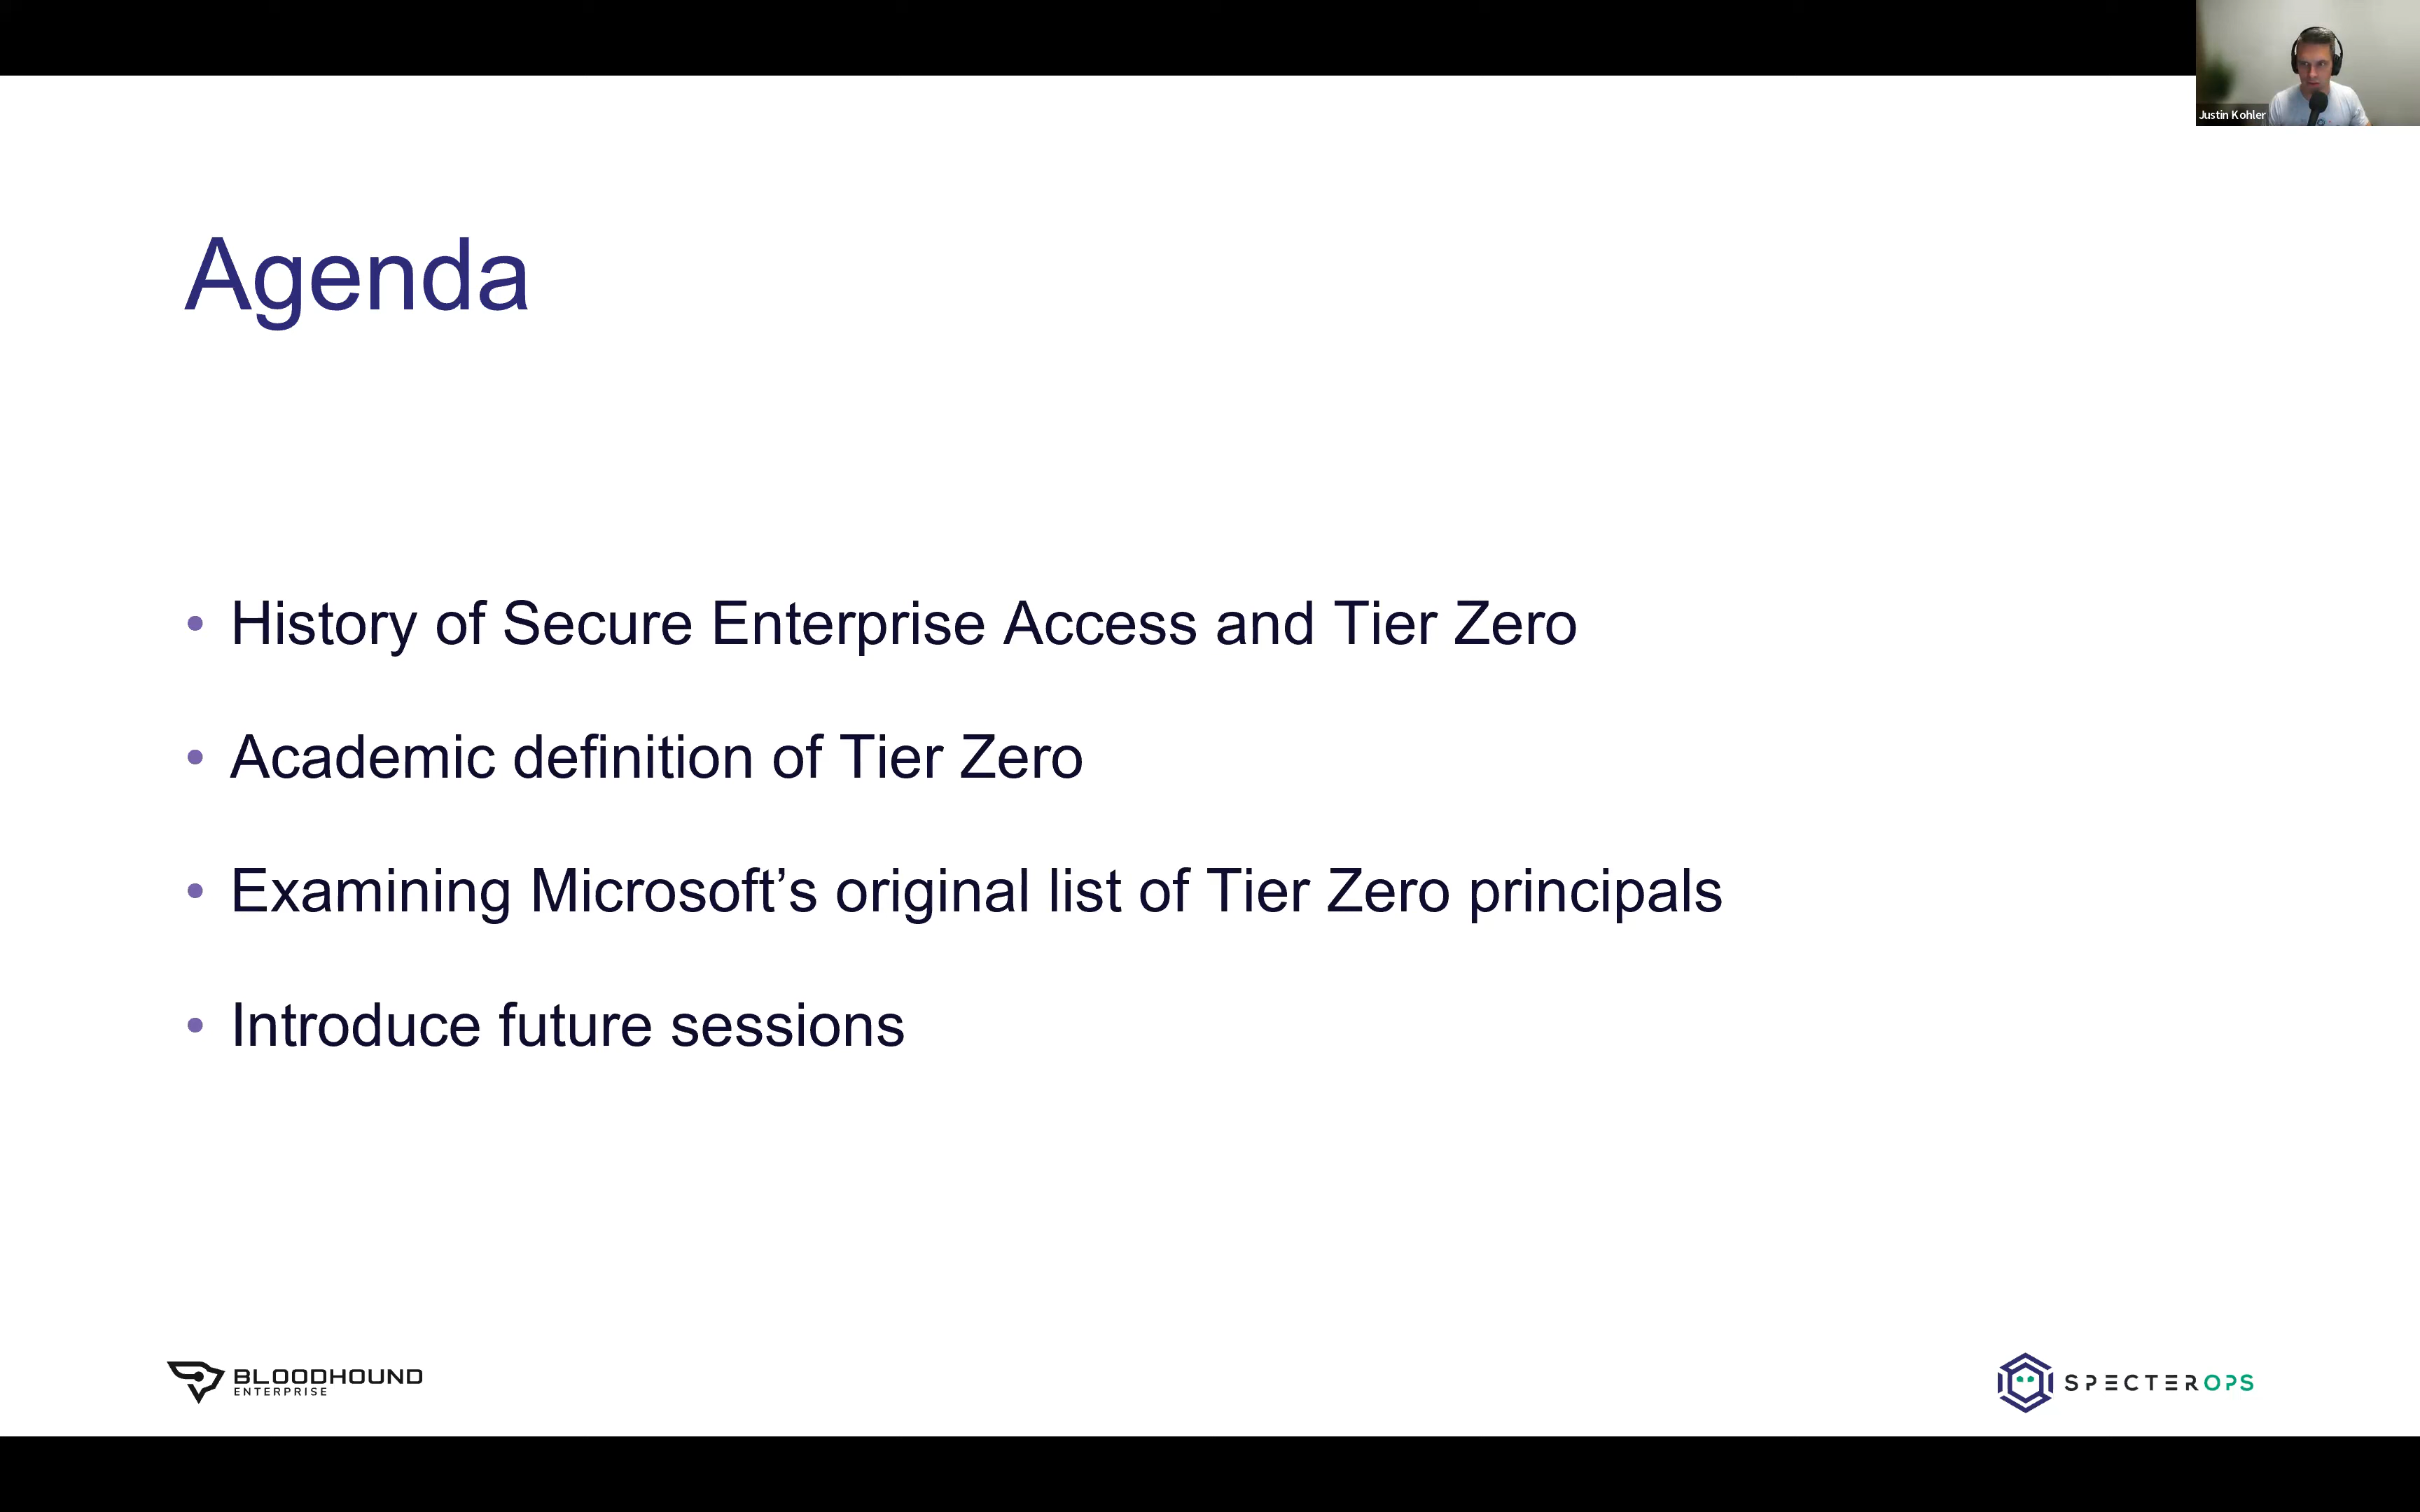 Justin Kohler
Agenda
• History of Secure Enterprise Access and Tier Zero
• Academic definition of Tier Zero
• Examining Microsoft’s original list of Tier Zero principals
• Introduce future sessions
BLOODHOUND
ENTERPRISE
SPECTEROPS